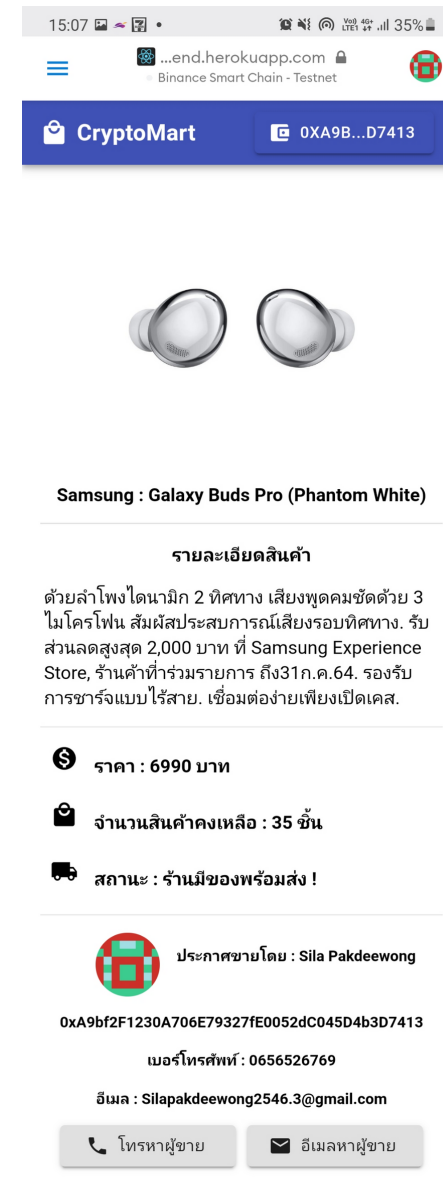 15:07
Vo9 4G+ LTE1 35%
...end.herokuapp.com
Binance Smart Chain - Testnet
CryptoMart
0XA9B...D7413
Samsung : Galaxy Buds Pro (Phantom White)
รายละเอียดสินค้า
ด้วยลำโพงไดนามิก 2 ทิศทาง เสียงพูดคมชัดด้วย 3
ไมโครโฟน สัมผัสประสบการณ์เสียงรอบทิศทาง. รับ
ส่วนลดสูงสุด 2,000 บาท ที่ Samsung Experience
Store, ร้านค้าที่าร่วมรายการ ถึง31ก.ค.64. รองรับ
การชาร์จแบบไร้สาย. เชื่อมต่อง่ายเพียงเปิดเคส.
ราคา : 6990 บาท
จำนวนสินค้าคงเหลือ : 35 ชิ้น
สถานะ : ร้านมีของพร้อมส่ง !
ประกาศขายโดย : Sila Pakdeewong
0xA9bf2F1230A706E79327fE0052dC045D4b3D7413
เบอร์โทรศัพท์ : 0656526769
อีเมล : Silapakdeewong2546.3@gmail.com
โทรหาผู้ขาย
อีเมลหาผู้ขาย